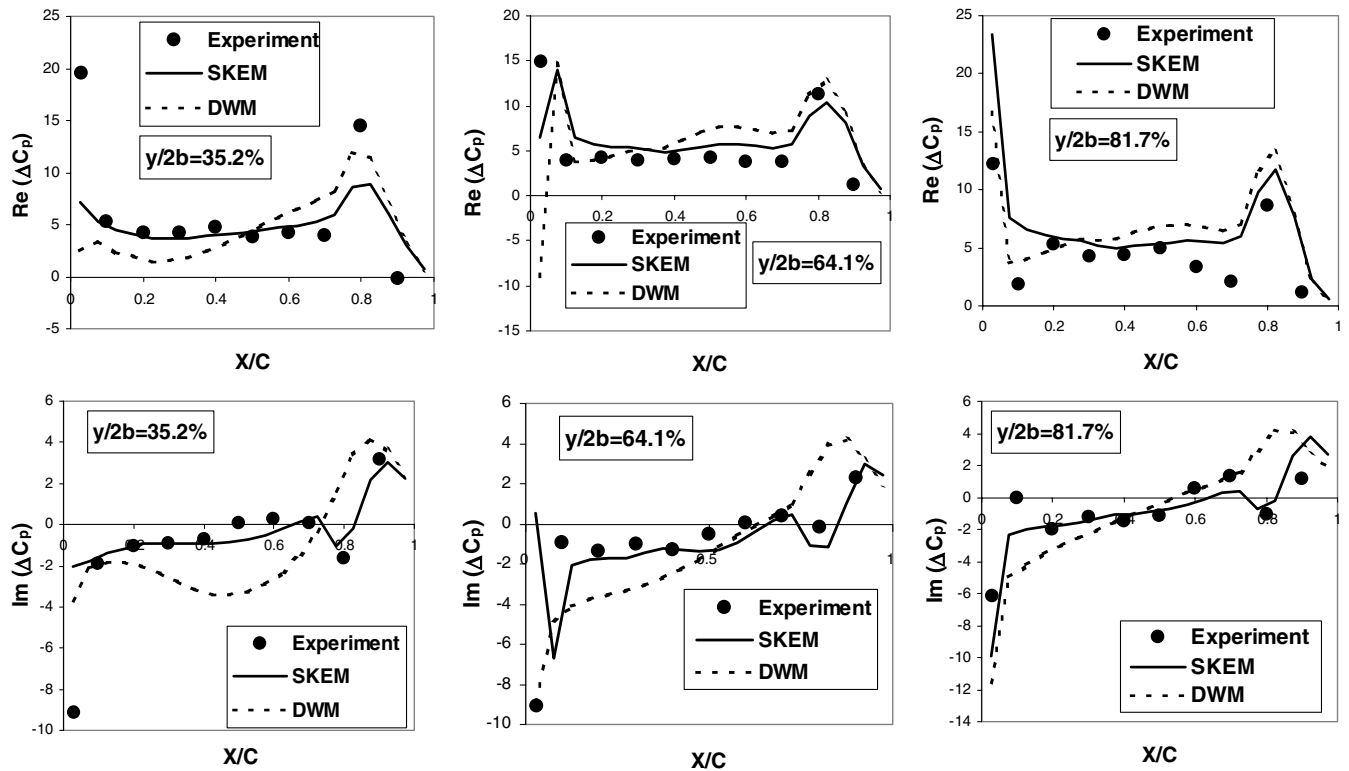 25
20
15
10
5
0
-5
Re (ΔCp)
Experiment
SKEM
DWM
y/2b=35.2%
0 0.2 0.4 0.6 0.8 1
X/C
20
15
10
5
0
-5
-10
-15
Re (ΔCp)
0 0.2 0.4 0.6 0.8 1
Experiment
SKEM
DWM
y/2b=64.1%
X/C
25
20
15
10
5
0
Re (ΔCp)
Experiment
SKEM
DWM
y/2b=81.7%
0 0.2 0.4 0.6 0.8 1
X/C
6
4
2
0
-2
-4
-6
-8
-10
Im (ΔCp)
y/2b=35.2%
0 0.2 0.4 0.6 0.8 1
Experiment
SKEM
DWM
X/C
6
4
2
0
-2
-4
-6
-8
-10
Im (ΔCp)
y/2b=64.1%
0 0.5 1
Experiment
SKEM
DWM
X/C
6
4
2
0
-2
-4
-6
-8
-10
-12
-14
Im (ΔCp)
y/2b=81.7%
0 0.2 0.4 0.6 0.8 1
Experiment
SKEM
DWM
X/C